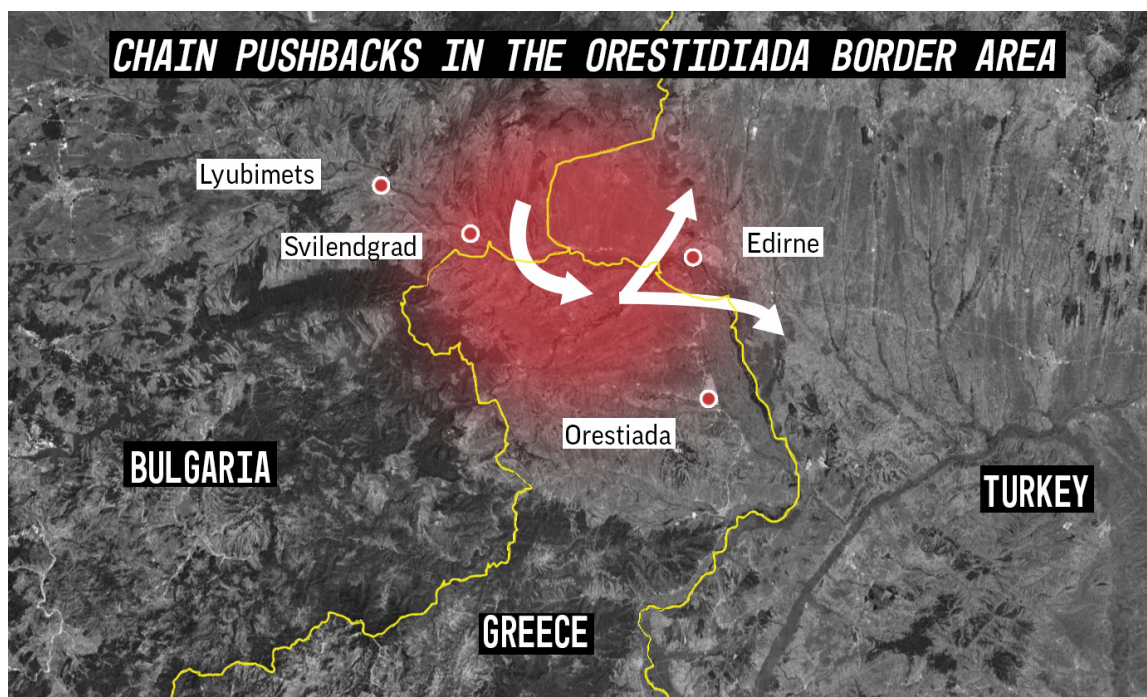 CHAIN PUSHBACKS IN THE ORESTIDIADA BORDER AREA
Lyubimets
Svilendgrad
Edirne
Orestiada
BULGARIA
TURKEY
GREECE